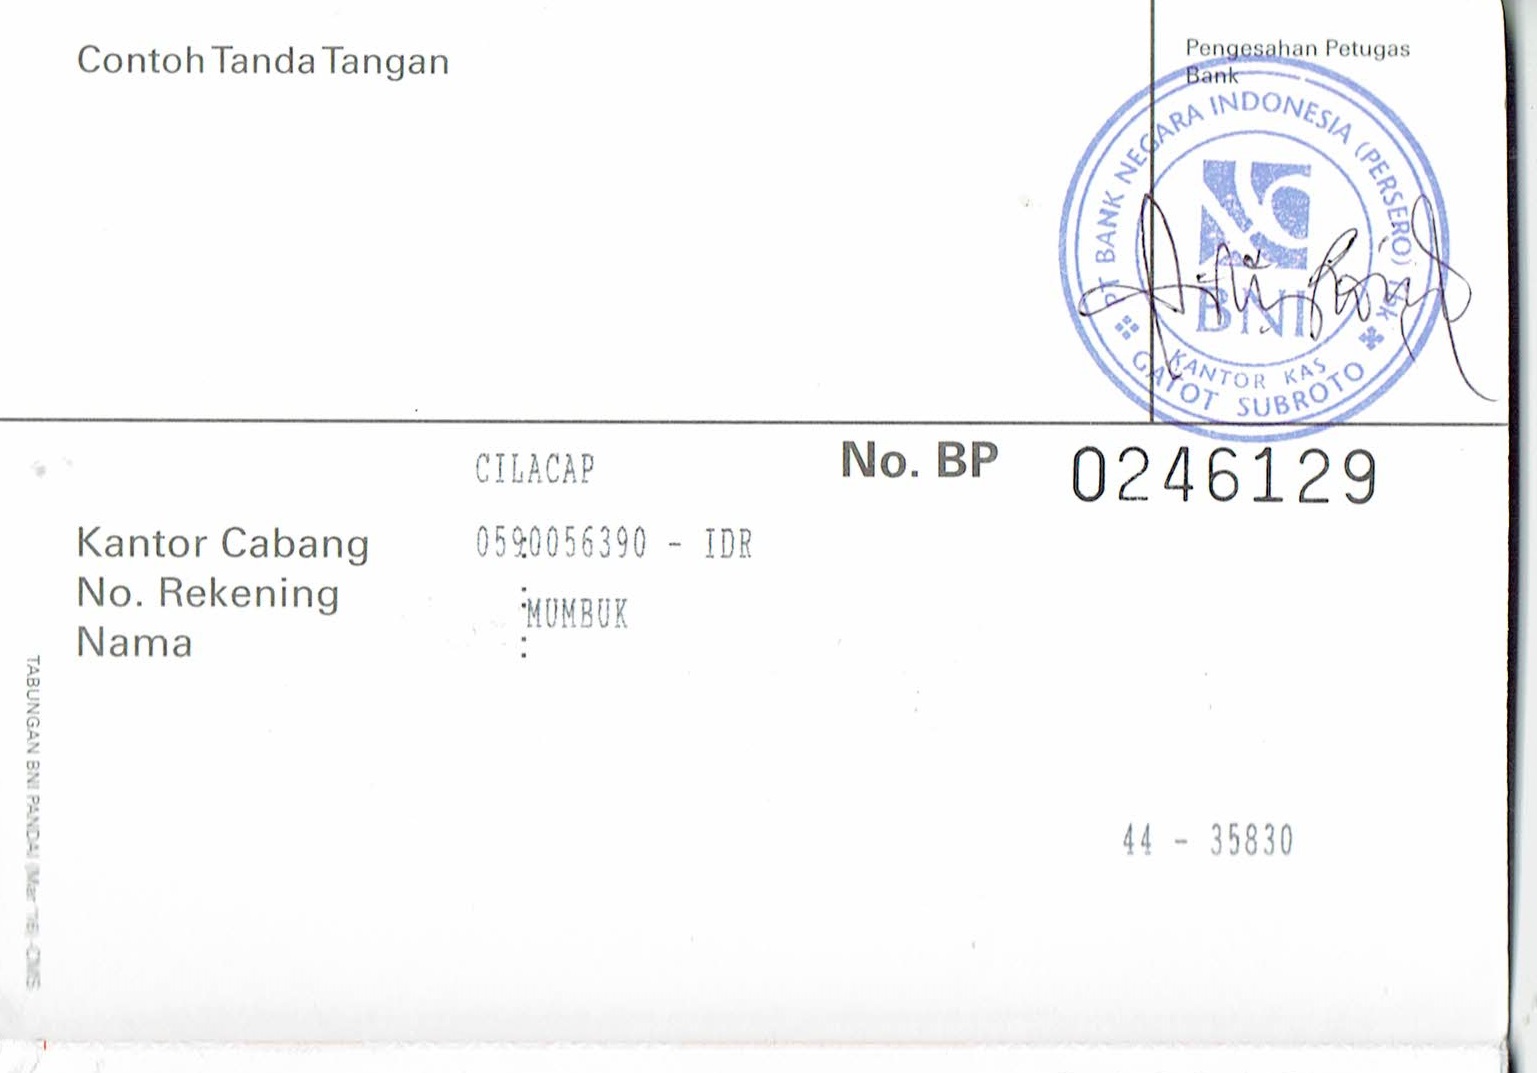 Contoh Tanda Tangan
Pengesahan Petugas
Bank
PT BANK NEGARA INDONESIA (PERSERO) Tbk
BNI
KANTOR KAS
GATOT SUBROTO
CILACAP
No. BP 0246129
Kantor Cabang :
0590056390 - IDR
No. Rekening :
MUMBUK
Nama :
44 - 35830
TABUNGAN BNI PANDAI (Mar '16)-CMS